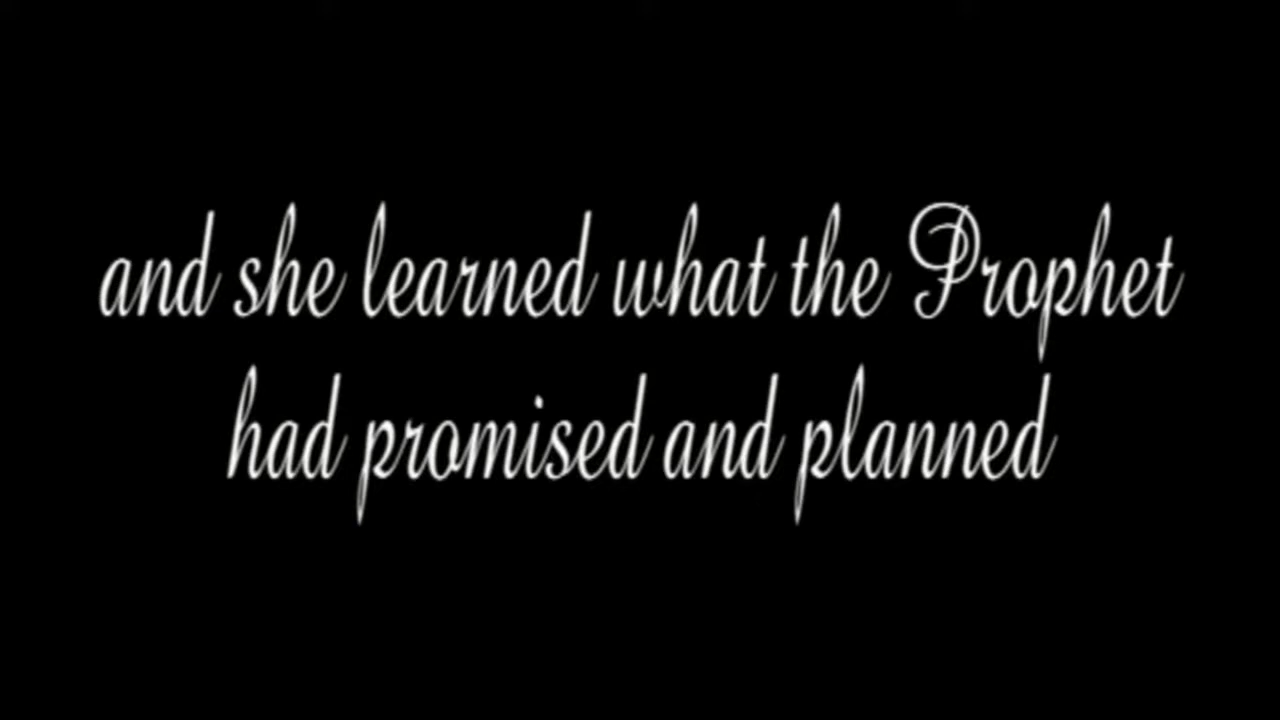 and she learned what the Prophet
had promised and planned